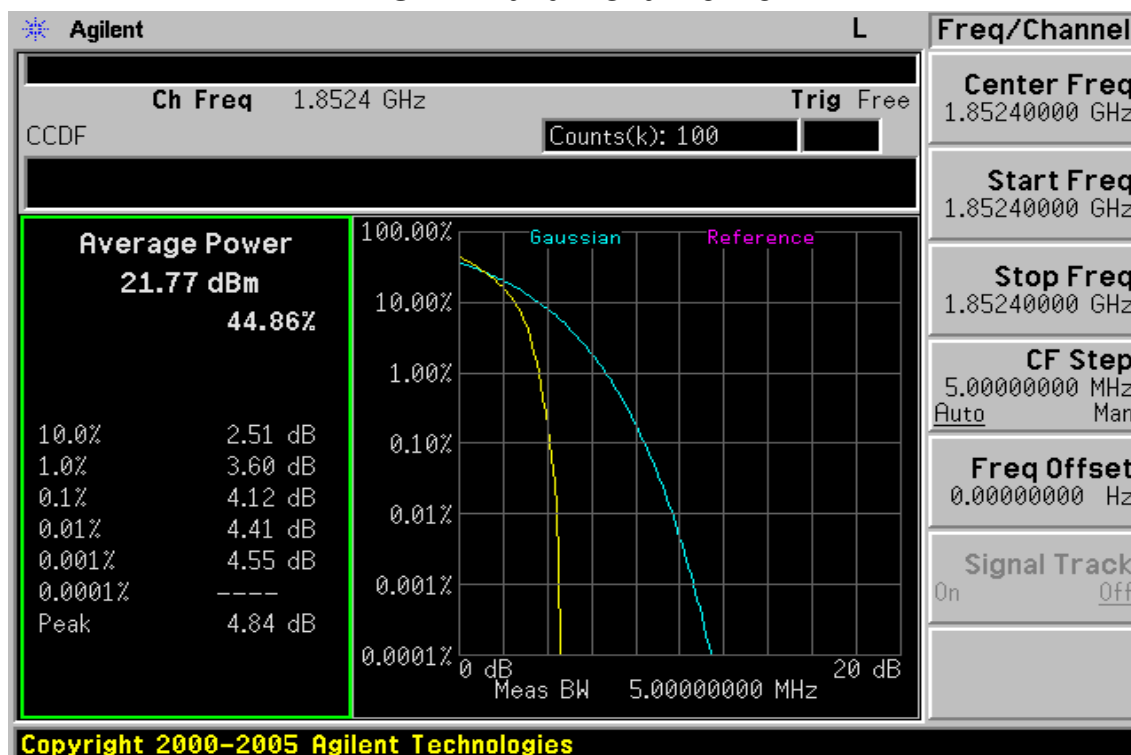 Agilent L Freq/Channel
Ch Freq 1.8524 GHz Trig Free
CCDF Counts(k): 100
Average Power
21.77 dBm
44.86%
10.0% 2.51 dB
1.0% 3.60 dB
0.1% 4.12 dB
0.01% 4.41 dB
0.001% 4.55 dB
0.0001% ----
Peak 4.84 dB
Gaussian Reference
100.00%
10.00%
1.00%
0.10%
0.01%
0.001%
0.0001%
0 dB 20 dB
Meas BW 5.00000000 MHz
Center Freq
1.85240000 GHz
Start Freq
1.85240000 GHz
Stop Freq
1.85240000 GHz
CF Step
5.00000000 MHz
Auto Man
Freq Offset
0.00000000 Hz
Signal Track
On Off
Copyright 2000-2005 Agilent Technologies